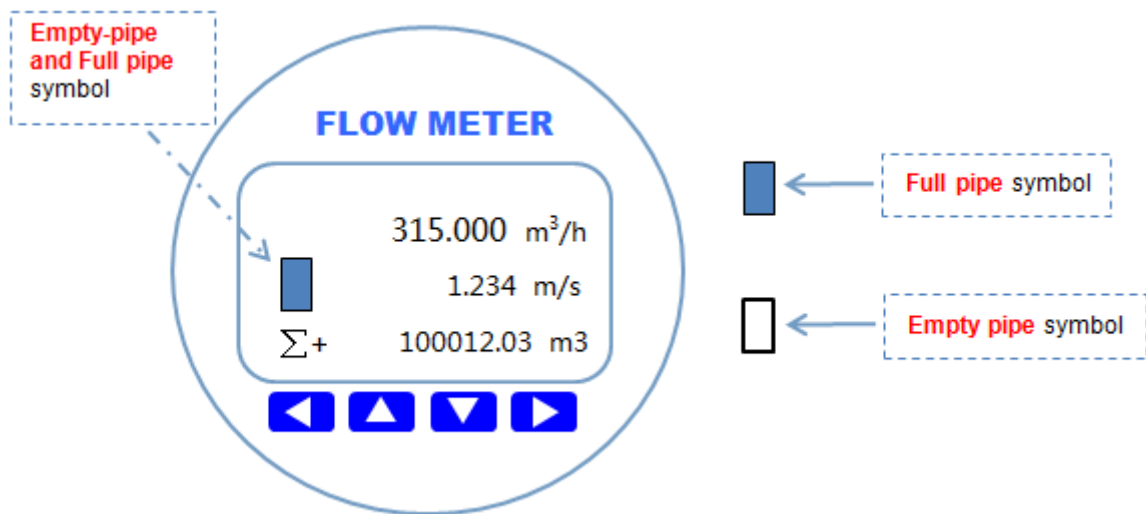 Empty-pipe
and Full pipe
symbol
FLOW METER
315.000 m³/h
1.234 m/s
∑+ 100012.03 m3
Full pipe symbol
Empty pipe symbol